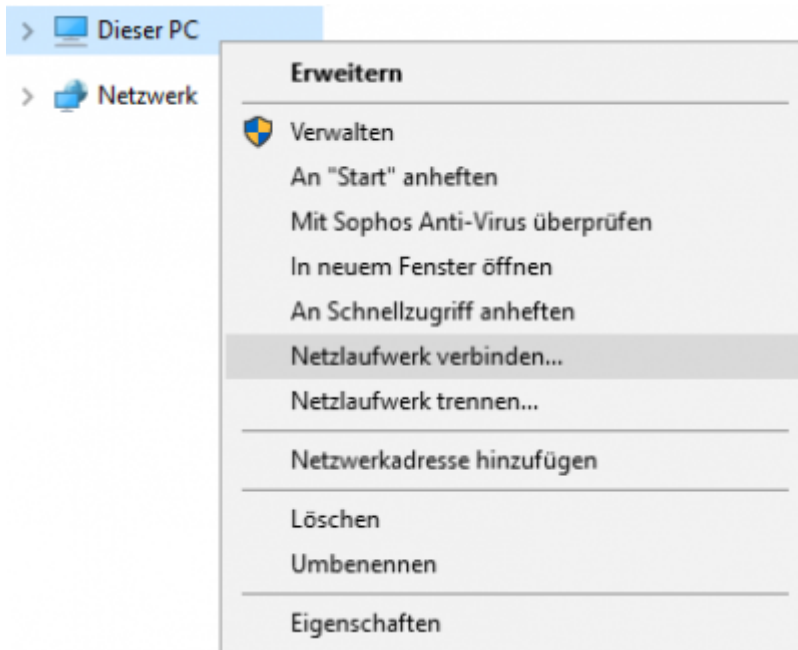 Dieser PC
Netzwerk
Erweitern
Verwalten
An "Start" anheften
Mit Sophos Anti-Virus überprüfen
In neuem Fenster öffnen
An Schnellzugriff anheften
Netzlaufwerk verbinden...
Netzlaufwerk trennen...
Netzwerkadresse hinzufügen
Löschen
Umbenennen
Eigenschaften